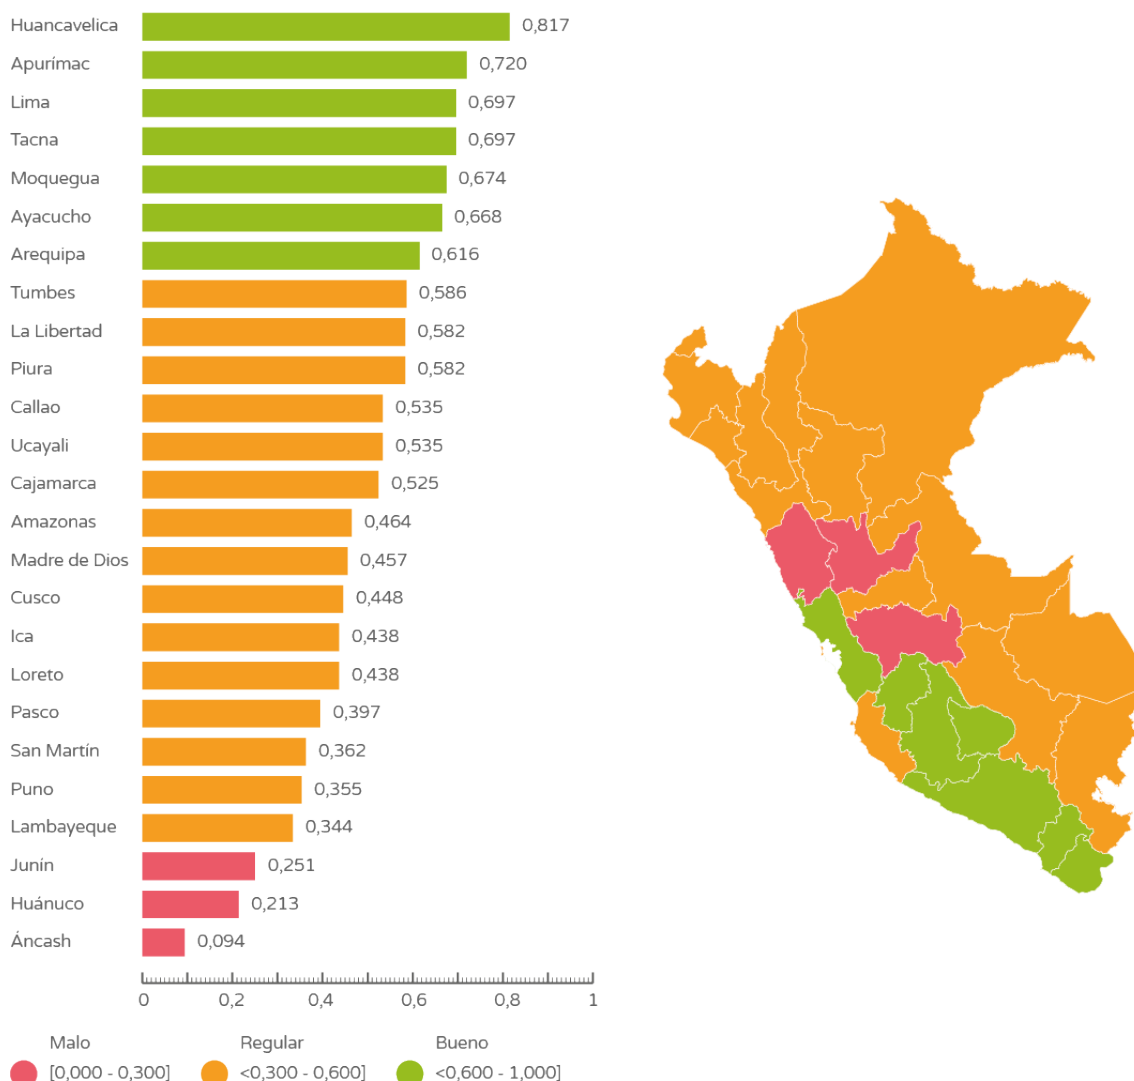 Huancavelica 0,817
Apurímac 0,720
Lima 0,697
Tacna 0,697
Moquegua 0,674
Ayacucho 0,668
Arequipa 0,616
Tumbes 0,586
La Libertad 0,582
Piura 0,582
Callao 0,535
Ucayali 0,535
Cajamarca 0,525
Amazonas 0,464
Madre de Dios 0,457
Cusco 0,448
Ica 0,438
Loreto 0,438
Pasco 0,397
San Martín 0,362
Puno 0,355
Lambayeque 0,344
Junín 0,251
Huánuco 0,213
Áncash 0,094
0 0,2 0,4 0,6 0,8 1
Malo Regular Bueno
[0,000 - 0,300] <0,300 - 0,600] <0,600 - 1,000]